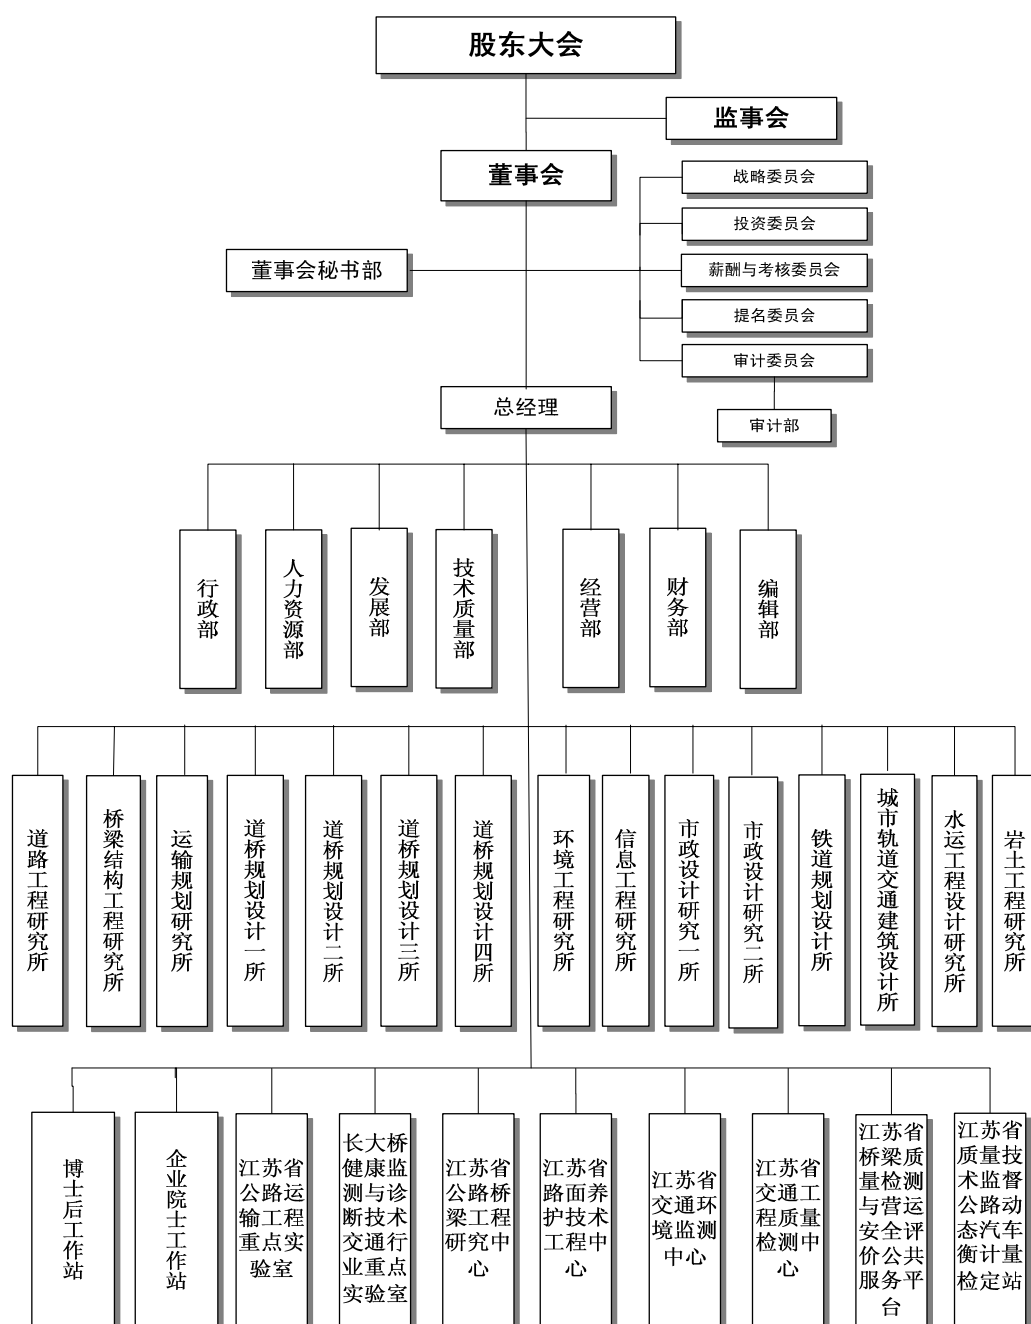 股东大会
监事会
董事会
战略委员会
投资委员会
董事会秘书部
薪酬与考核委员会
提名委员会
审计委员会
总经理
审计部
行政部
人力资源部
发展部
技术质量部
经营部
财务部
编辑部
道路工程研究所
桥梁结构工程研究所
运输规划研究所
道桥规划设计一所
道桥规划设计二所
道桥规划设计三所
道桥规划设计四所
环境工程研究所
信息工程研究所
市政设计研究一所
市政设计研究二所
铁道规划设计所
城市轨道交通建筑设计所
水运工程设计研究所
岩土工程研究所
博士后工作站
企业院士工作站
江苏省
公路运
输工程
重点实
验室
长大桥
健康监
测与诊
断技术
交通行
业重点
实验室
江苏省
公路桥
梁工程
研究中
心
江苏省
路面养
护技术
工程中
心
江苏省
交通环
境监测
中心
江苏省
交通工
程质量
检测中
心
江苏省
桥梁质
量检测
与营运
安全评
价公共
服务平
台
江苏省
质量技
术监督
公路动
态汽车
衡计量
检定站